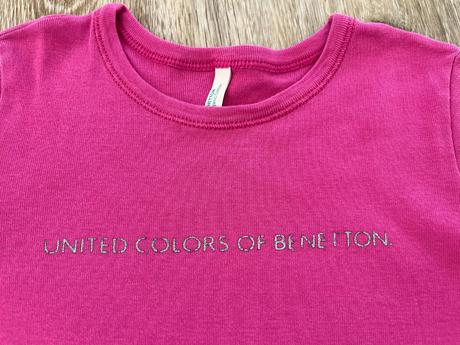 UNITED COLORS OF BENETTON.